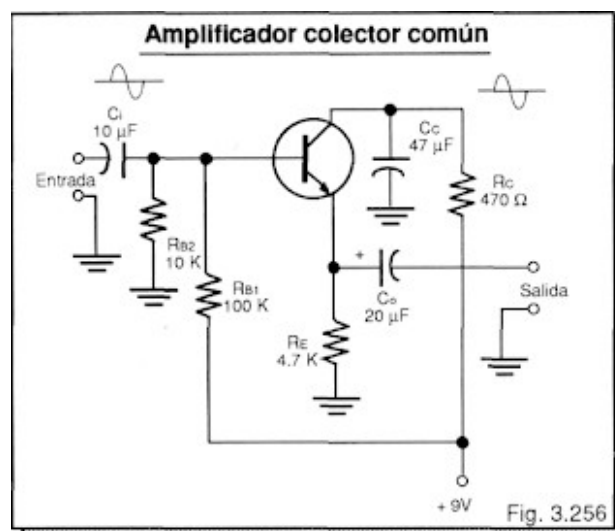 Amplificador colector común
Ci
10 µF
Cc
47 µF
Rc
470 Ω
Entrada
RB2
10 K
RB1
100 K
+
Co
20 µF
Salida
RE
4.7 K
+ 9V
Fig. 3.256